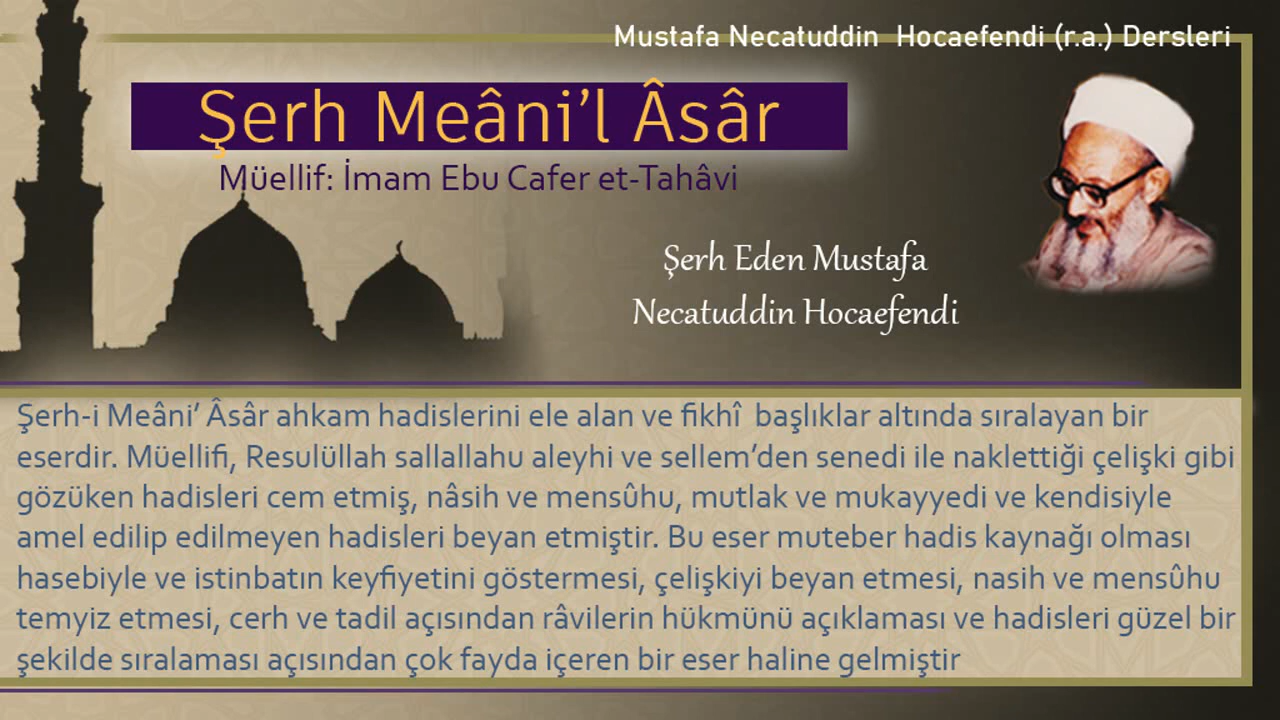 Mustafa Necatuddin Hocaefendi (r.a.) Dersleri
Şerh Meâni’l Âsâr
Müellif: İmam Ebu Cafer et-Tahâvi
Şerh Eden Mustafa
Necatuddin Hocaefendi
Şerh-i Meâni’ Âsâr ahkam hadislerini ele alan ve fikhî başlıklar altında sıralayan bir
eserdir. Müellifi, Resulüllah sallallahu aleyhi ve sellem’den senedi ile naklettiği çelişki gibi
gözüken hadisleri cem etmiş, nâsih ve mensûhu, mutlak ve mukayyedi ve kendisiyle
amel edilip edilmeyen hadisleri beyan etmiştir. Bu eser muteber hadis kaynağı olması
hasebiyle ve istinbatın keyfiyetini göstermesi, çelişkiyi beyan etmesi, nasih ve mensûhu
temyiz etmesi, cerh ve tadil açısından râvilerin hükmünü açıklaması ve hadisleri güzel bir
şekilde sıralaması açısından çok fayda içeren bir eser haline gelmiştir